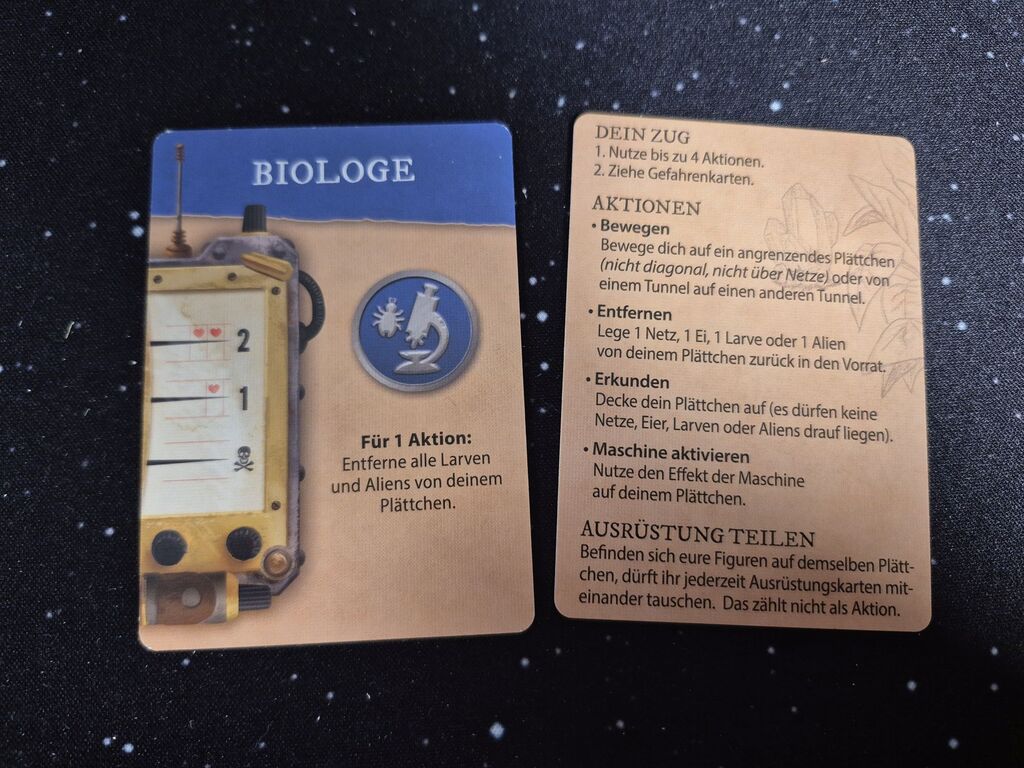 BIOLOGE
2
1
Für 1 Aktion:
Entferne alle Larven
und Aliens von deinem
Plättchen.
DEIN ZUG
1. Nutze bis zu 4 Aktionen.
2. Ziehe Gefahrenkarten.
AKTIONEN
• Bewegen
Bewege dich auf ein angrenzendes Plättchen
(nicht diagonal, nicht über Netze) oder von
einem Tunnel auf einen anderen Tunnel.
• Entfernen
Lege 1 Netz, 1 Ei, 1 Larve oder 1 Alien
von deinem Plättchen zurück in den Vorrat.
• Erkunden
Decke dein Plättchen auf (es dürfen keine
Netze, Eier, Larven oder Aliens drauf liegen).
• Maschine aktivieren
Nutze den Effekt der Maschine
auf deinem Plättchen.
AUSRÜSTUNG TEILEN
Befinden sich eure Figuren auf demselben Plätt-
chen, dürft ihr jederzeit Ausrüstungskarten mit-
einander tauschen. Das zählt nicht als Aktion.